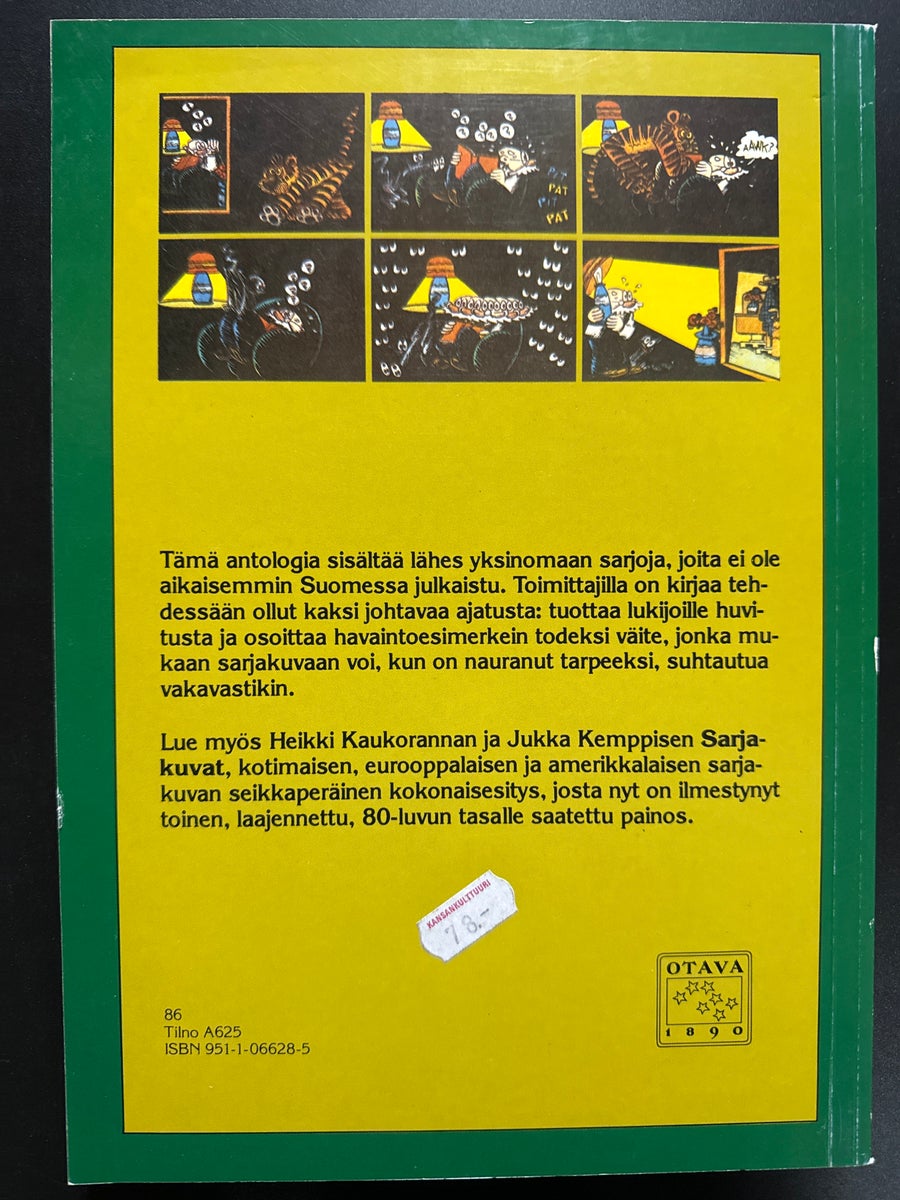 PIT
PAT
PIT
PAT
AAWK?
Tämä antologia sisältää lähes yksinomaan sarjoja, joita ei ole
aikaisemmin Suomessa julkaistu. Toimittajilla on kirjaa teh-
dessään ollut kaksi johtavaa ajatusta: tuottaa lukijoille huvi-
tusta ja osoittaa havaintoesimerkein todeksi väite, jonka mu-
kaan sarjakuvaan voi, kun on nauranut tarpeeksi, suhtautua
vakavastikin.
Lue myös Heikki Kaukorannan ja Jukka Kemppisen Sarja-
kuvat, kotimaisen, eurooppalaisen ja amerikkalaisen sarja-
kuvan seikkaperäinen kokonaisesitys, josta nyt on ilmestynyt
toinen, laajennettu, 80-luvun tasalle saatettu painos.
KANSANKULTTUURI
78.-
OTAVA
1890
86
Tilno A625
ISBN 951-1-06628-5